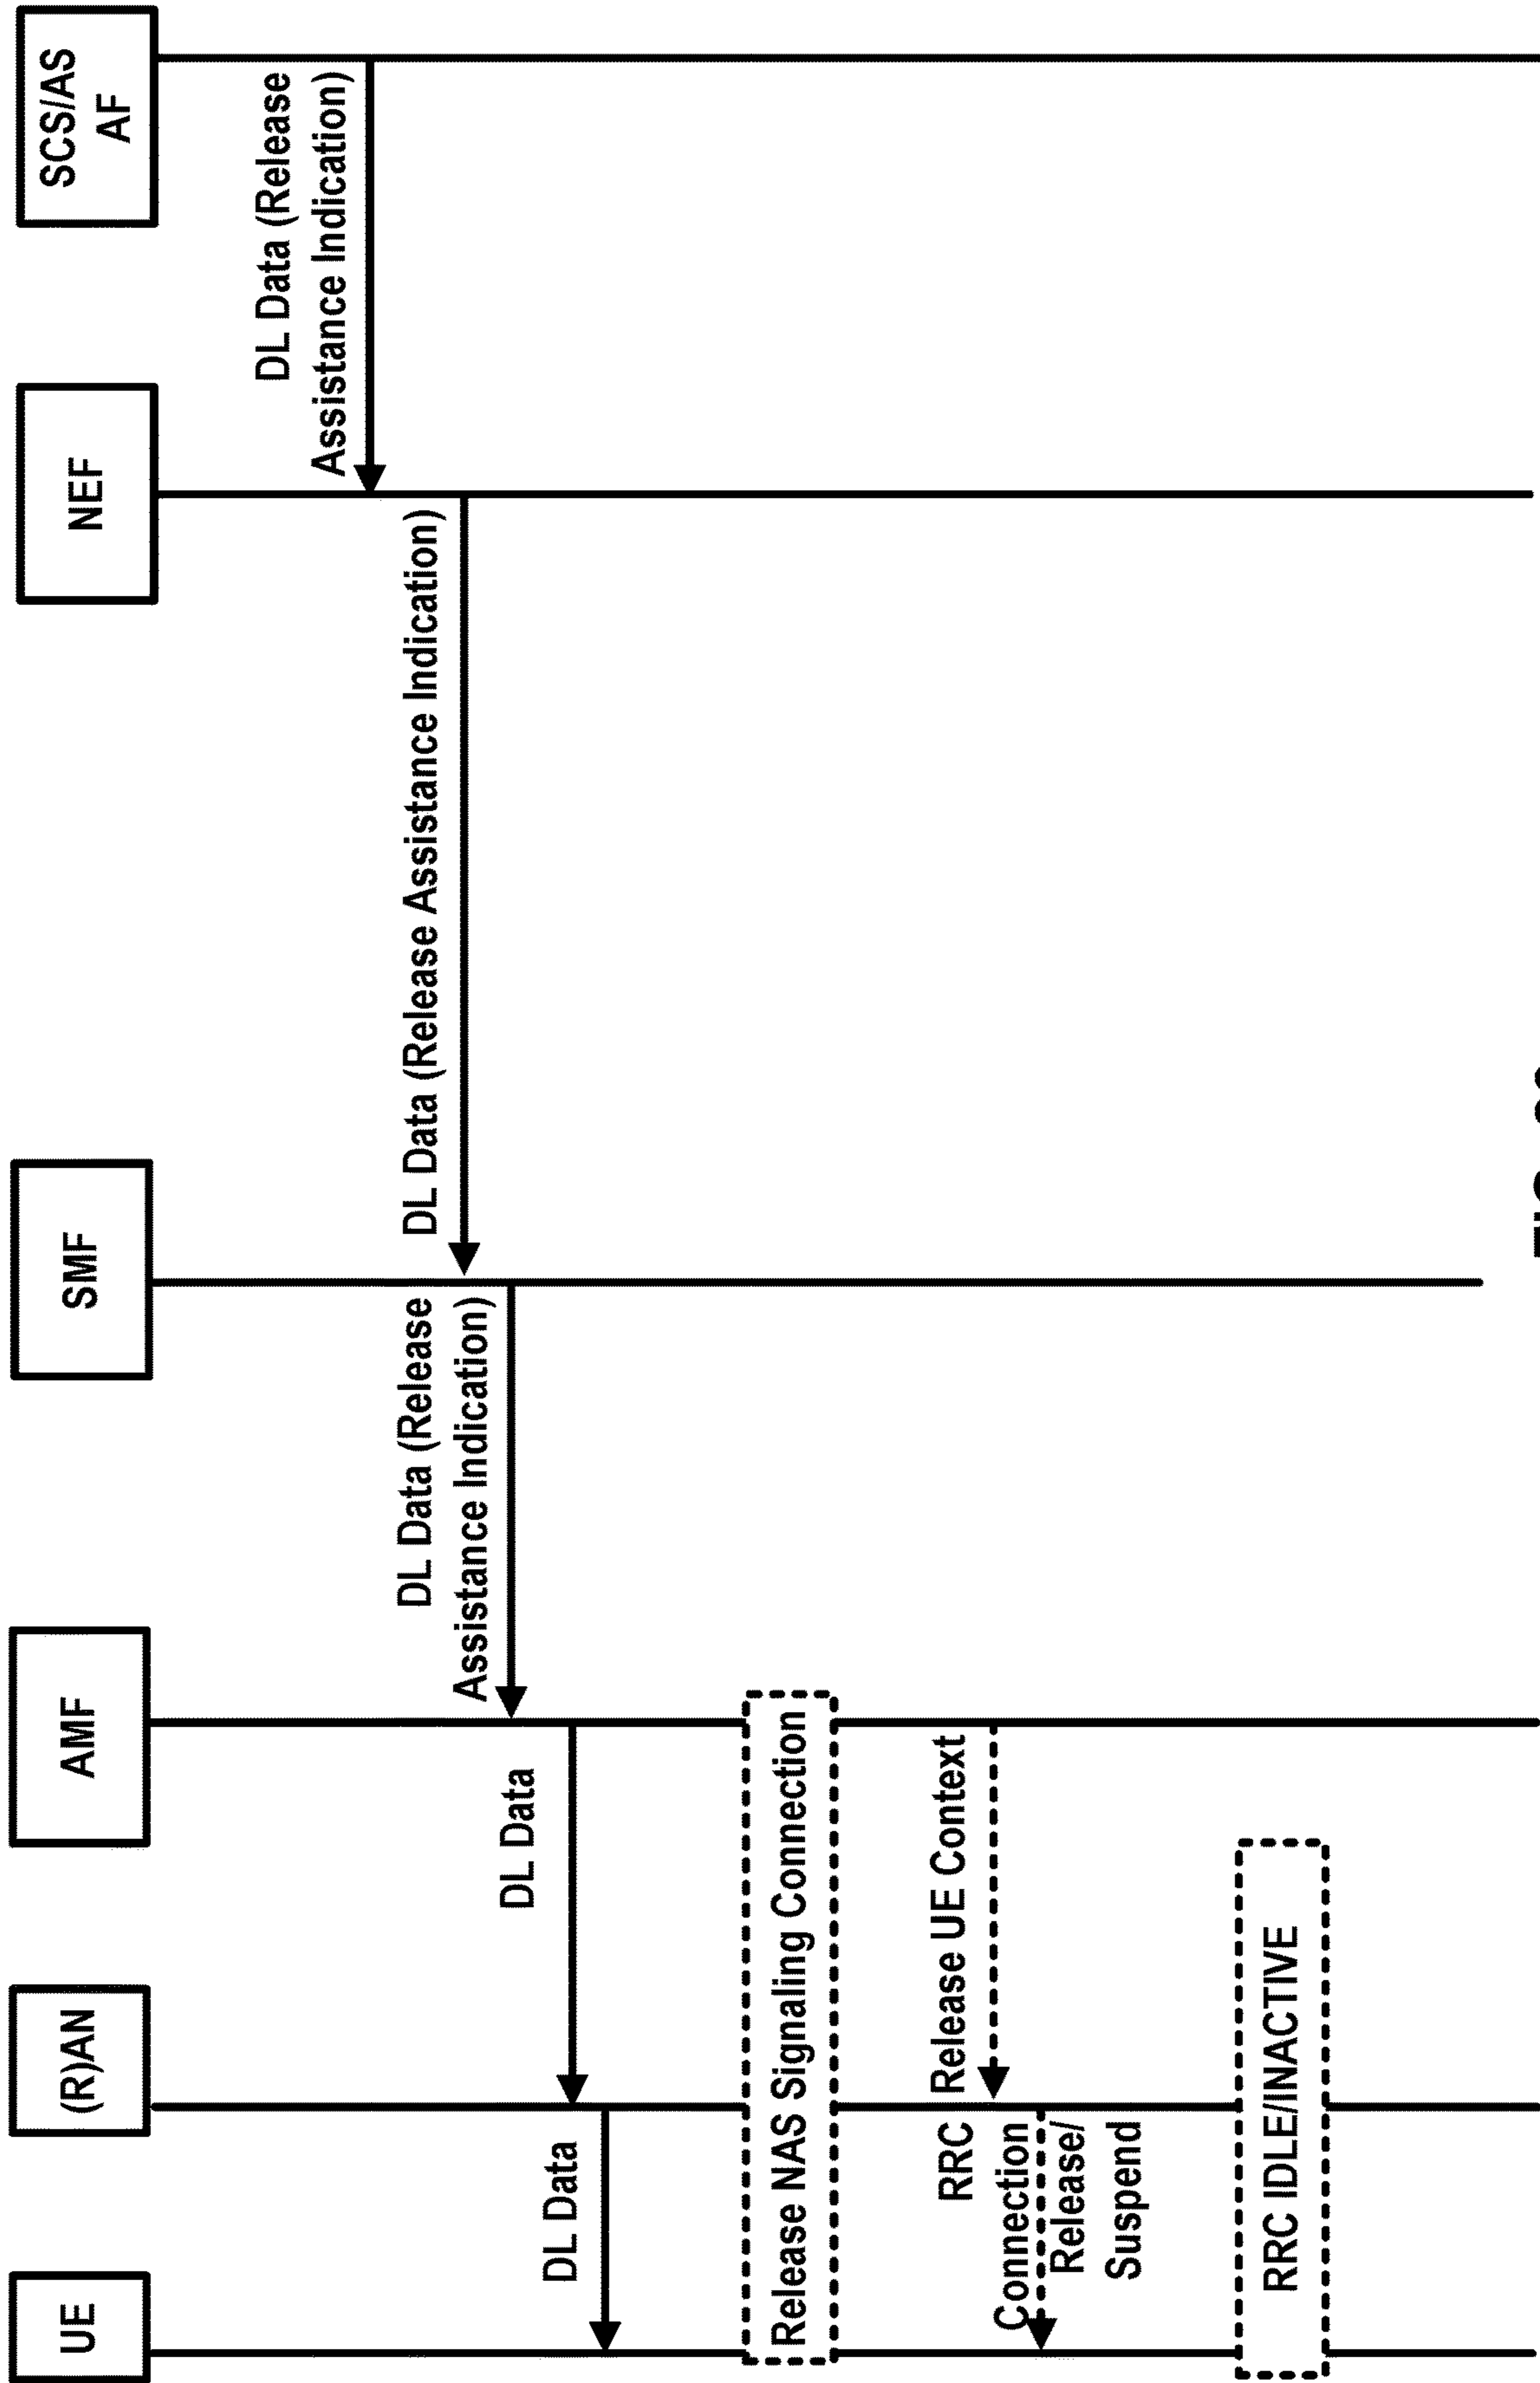 UE
(R)AN
AMF
SMF
NEF
SCS/AS
AF
DL Data (Release
Assistance Indication)
DL Data (Release Assistance Indication)
DL Data (Release
Assistance Indication)
DL Data
DL Data
Release NAS Signaling Connection
Release UE Context
RRC
Connection
Release/
Suspend
RRC IDLE/INACTIVE